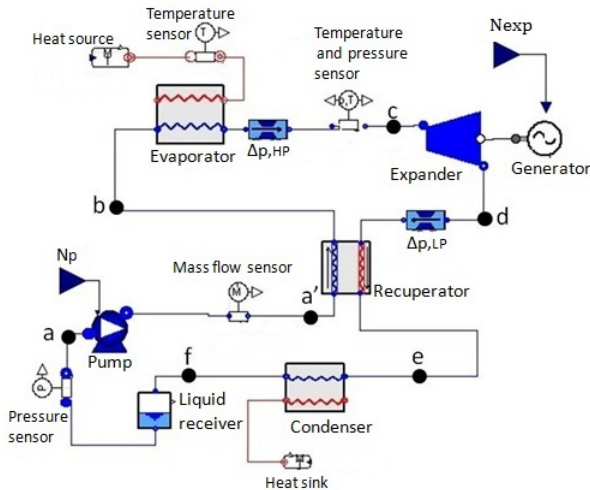 Temperature
sensor
Heat source
T
M
Temperature
and pressure
sensor
p,T
Nexp
c
Evaporator
Δp,HP
Expander
Generator
b
d
Δp,LP
Np
Mass flow sensor
M
a'
Recuperator
a
Pump
f
e
P
Pressure
sensor
Liquid
receiver
Condenser
Heat sink